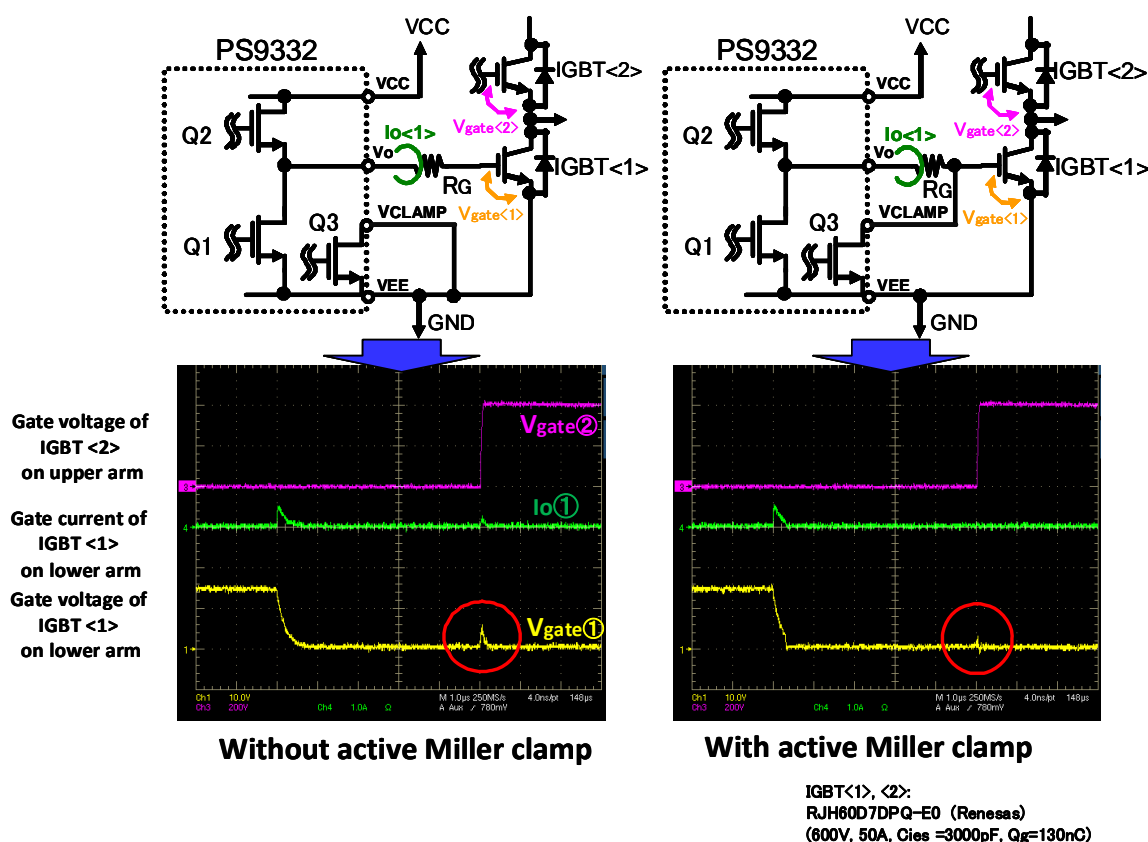 PS9332
VCC
VCC
Q2
Io<1>
Vo
RG
Vgate<2>
IGBT<2>
IGBT<1>
Vgate<1>
VCLAMP
Q3
Q1
VEE
GND
PS9332
VCC
VCC
Q2
Io<1>
Vo
RG
Vgate<2>
IGBT<2>
IGBT<1>
Vgate<1>
VCLAMP
Q3
Q1
VEE
GND
Gate voltage of
IGBT <2>
on upper arm
Gate current of
IGBT <1>
on lower arm
Gate voltage of
IGBT <1>
on lower arm
Vgate②
3
Io①
4
Vgate①
1
Ch1 10.0V M 1.0µs 250MS/s 4.0ns/pt 148µs
Ch3 200V Ch4 1.0A Ω A Aux / 780mV
3
4
1
Ch1 10.0V M 1.0µs 250MS/s 4.0ns/pt 148µs
Ch3 200V Ch4 1.0A Ω A Aux / 780mV
Without active Miller clamp
With active Miller clamp
IGBT<1>, <2>:
RJH60D7DPQ-E0 (Renesas)
(600V, 50A, Cies =3000pF, Qg=130nC)